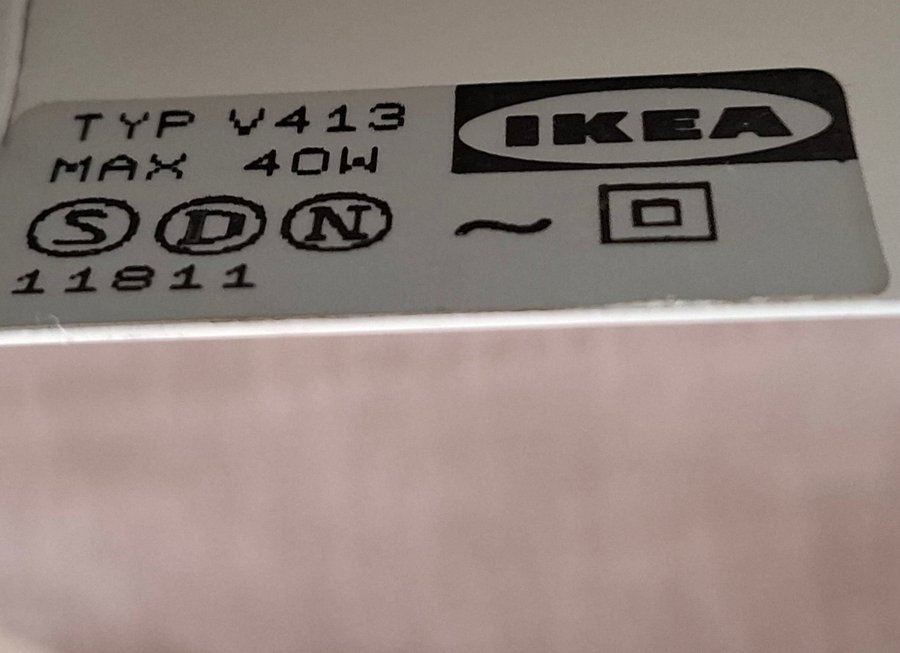 TYP V413
MAX 40W
IKEA
S D N ~
11811